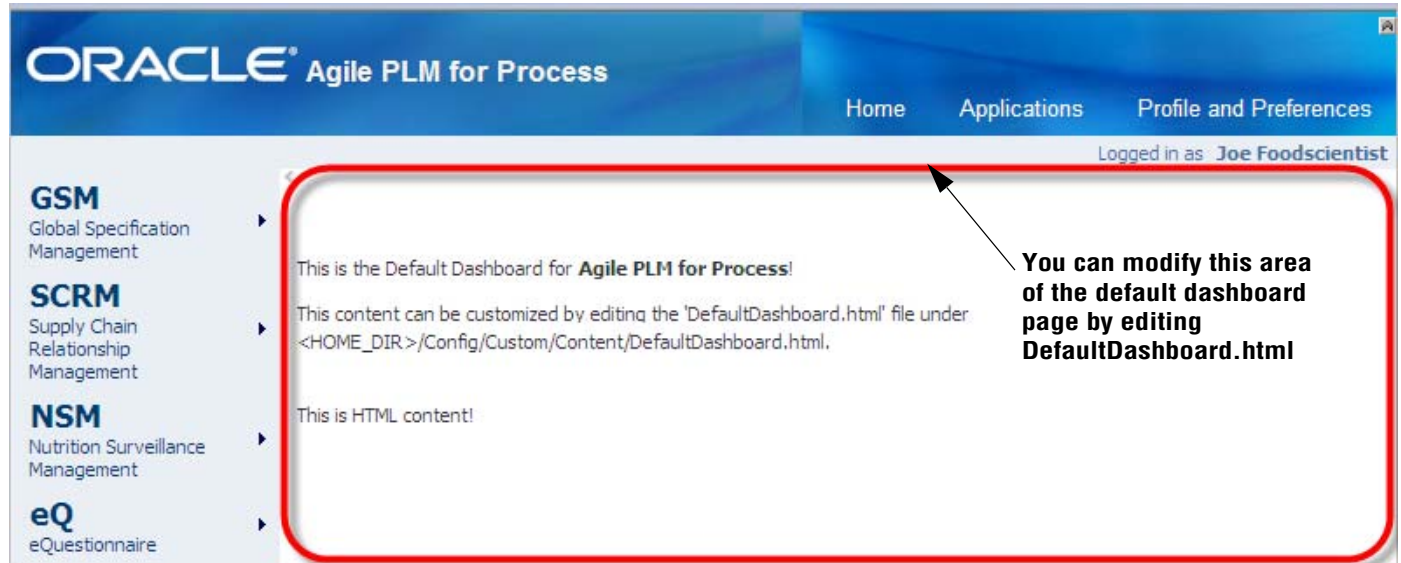 ORACLE® Agile PLM for Process
Home Applications Profile and Preferences
Logged in as Joe Foodscientist
GSM
Global Specification
Management
SCRM
Supply Chain
Relationship
Management
NSM
Nutrition Surveillance
Management
eQ
eQuestionnaire
This is the Default Dashboard for Agile PLM for Process!
This content can be customized by editing the 'DefaultDashboard.html' file under
<HOME_DIR>/Config/Custom/Content/DefaultDashboard.html.
This is HTML content!
You can modify this area
of the default dashboard
page by editing
DefaultDashboard.html